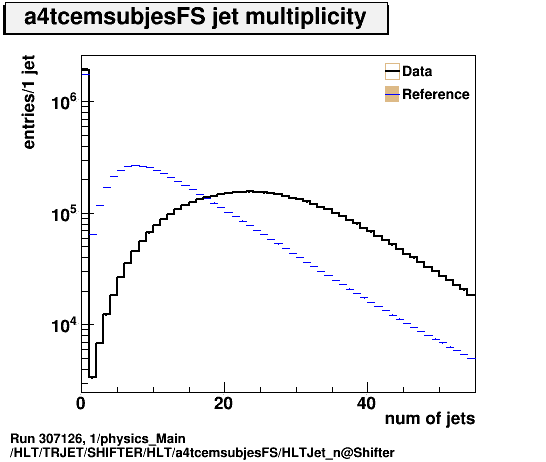 a4tcemsubjesFS jet multiplicity
entries/1 jet
Data
Reference
10^6
10^5
10^4
0 20 40
num of jets
Run 307126, 1/physics_Main
/HLT/TRJET/SHIFTER/HLT/a4tcemsubjesFS/HLTJet_n@Shifter